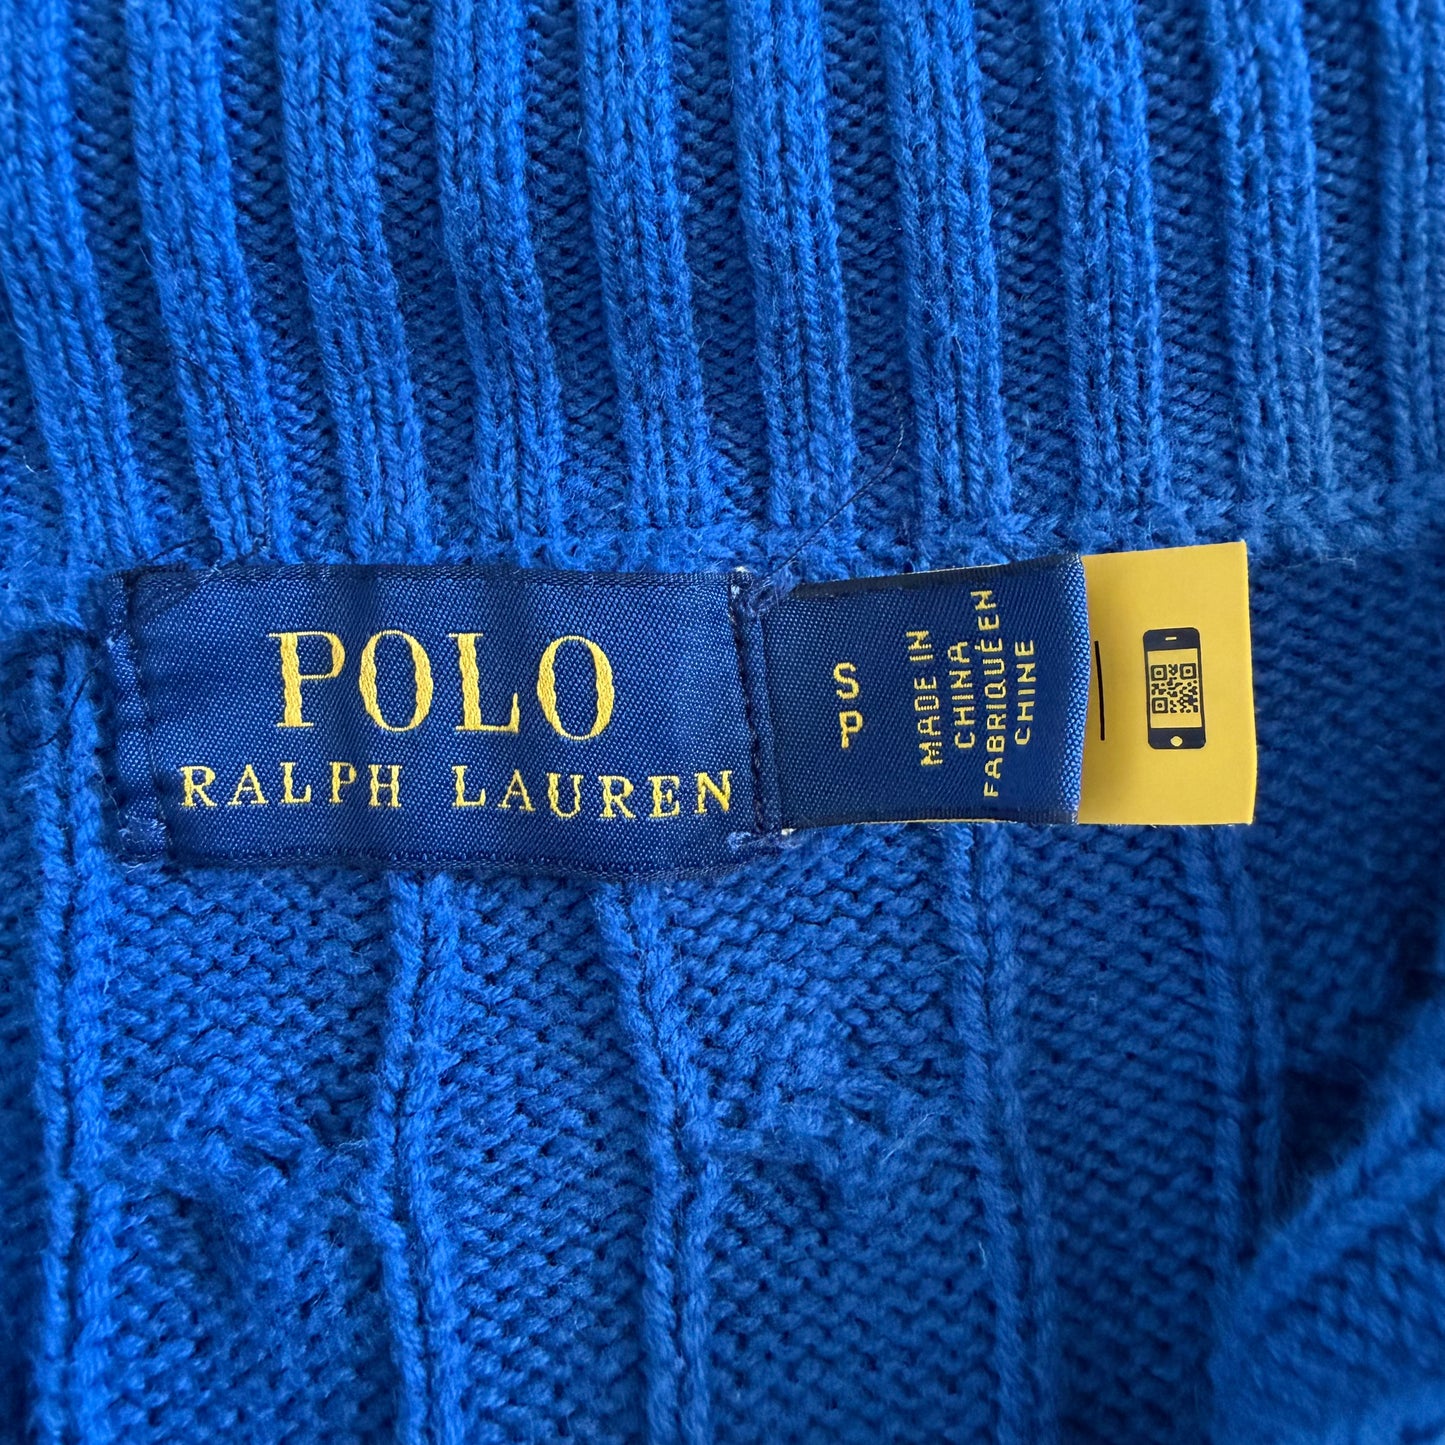 POLO
RALPH LAUREN
S
P
MADE IN
CHINA
FABRIQUÉ EN
CHINE